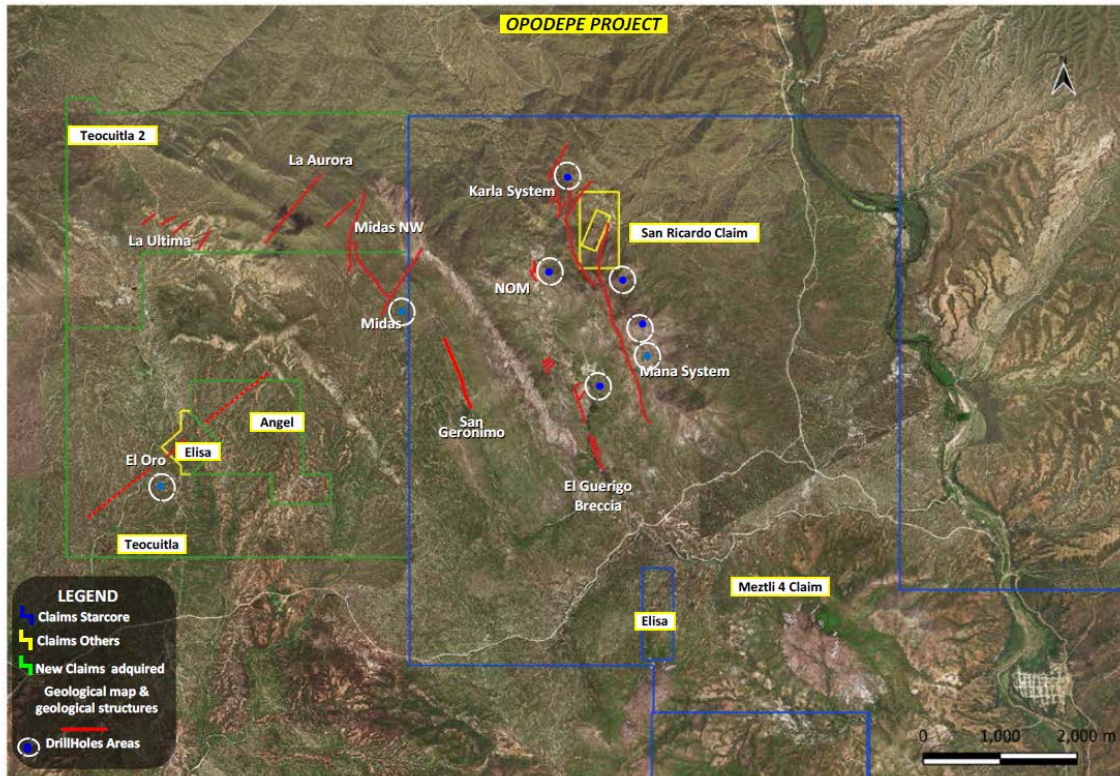 OPODEPE PROJECT
Teocuitla 2
La Aurora
Karla System
La Ultima
Midas NW
San Ricardo Claim
NOM
Midas
Mana System
San
Geronimo
Angel
Elisa
El Oro
El Guerigo
Breccia
Teocuitla
Meztli 4 Claim
Elisa
LEGEND
Claims Starcore
Claims Others
New Claims adquired
Geological map &
geological structures
DrillHoles Areas
0 1,000 2,000 m